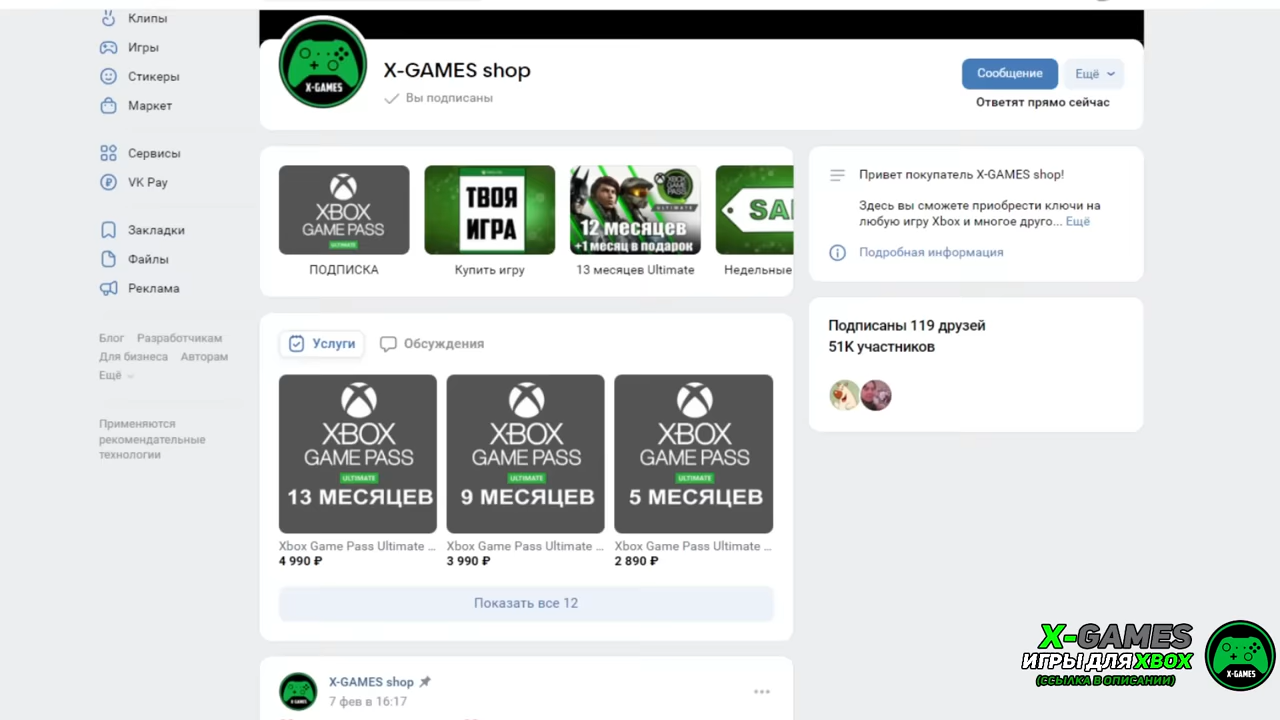 Клипы
Игры
Стикеры
Маркет
Сервисы
VK Pay
Закладки
Файлы
Реклама
Блог Разработчикам
Для бизнеса Авторам
Ещё
Применяются
рекомендательные
технологии
X-GAMES
X-GAMES shop
Вы подписаны
Сообщение
Ещё
Ответят прямо сейчас
XBOX
GAME PASS
ULTIMATE
ПОДПИСКА
ТВОЯ
ИГРА
Купить игру
XBOX
GAME PASS
ULTIMATE
12 месяцев
+1 месяц в подарок
13 месяцев Ultimate
SA
Недельные
Привет покупатель X-GAMES shop!
Здесь вы сможете приобрести ключи на
любую игру Xbox и многое друго... Ещё
Подробная информация
Подписаны 119 друзей
51K участников
Услуги
Обсуждения
XBOX
GAME PASS
ULTIMATE
13 МЕСЯЦЕВ
Xbox Game Pass Ultimate ...
4 990 ₽
XBOX
GAME PASS
ULTIMATE
9 МЕСЯЦЕВ
Xbox Game Pass Ultimate ...
3 990 ₽
XBOX
GAME PASS
ULTIMATE
5 МЕСЯЦЕВ
Xbox Game Pass Ultimate ...
2 890 ₽
Показать все 12
X-GAMES shop
7 фев в 16:17
X-GAMES
ИГРЫ ДЛЯ XBOX
(ССЫЛКА В ОПИСАНИИ)
X-GAMES